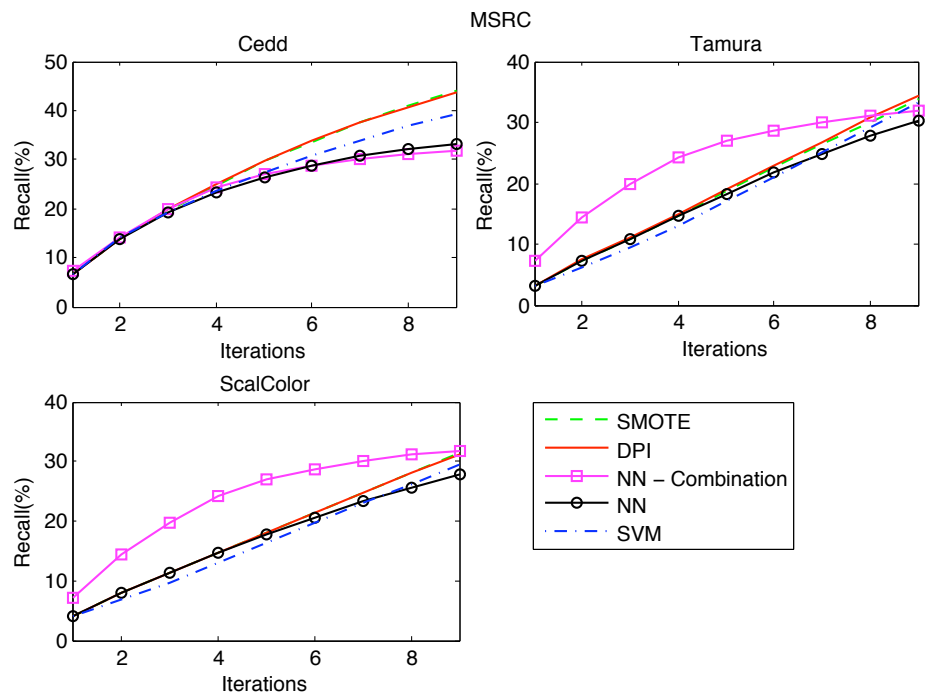 MSRC
Cedd
Recall(%)
50
40
30
20
10
0
2 4 6 8
Iterations
Tamura
Recall(%)
40
30
20
10
0
2 4 6 8
Iterations
ScalColor
Recall(%)
40
30
20
10
0
2 4 6 8
Iterations
SMOTE
DPI
NN − Combination
NN
SVM